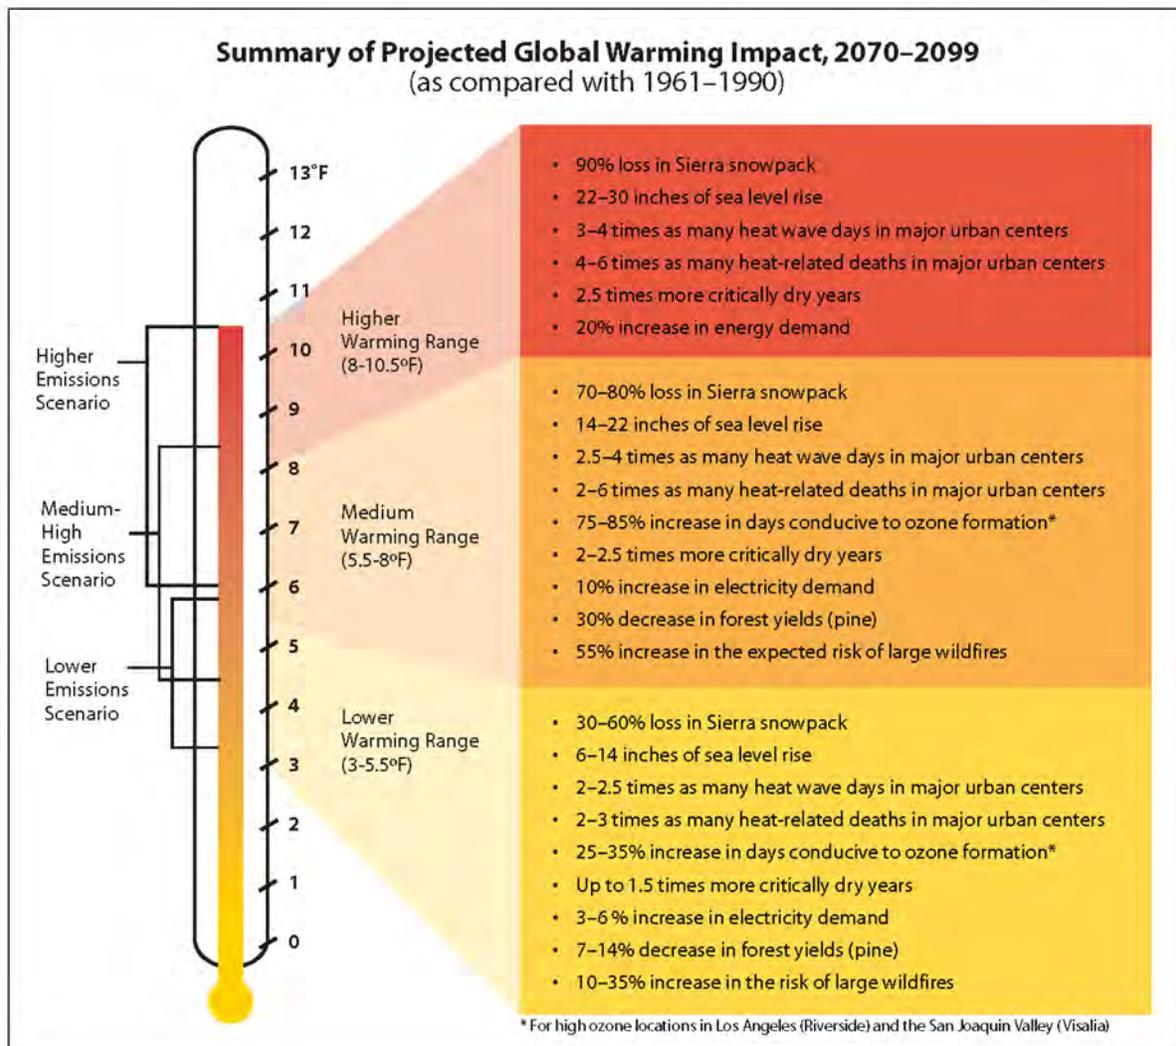 Summary of Projected Global Warming Impact, 2070–2099
(as compared with 1961–1990)
13°F
12
11
10
9
8
7
6
5
4
3
2
1
0
Higher
Emissions
Scenario
Medium-
High
Emissions
Scenario
Lower
Emissions
Scenario
Higher
Warming Range
(8-10.5ºF)
Medium
Warming Range
(5.5-8ºF)
Lower
Warming Range
(3-5.5ºF)
• 90% loss in Sierra snowpack
• 22–30 inches of sea level rise
• 3–4 times as many heat wave days in major urban centers
• 4–6 times as many heat-related deaths in major urban centers
• 2.5 times more critically dry years
• 20% increase in energy demand
• 70–80% loss in Sierra snowpack
• 14–22 inches of sea level rise
• 2.5–4 times as many heat wave days in major urban centers
• 2–6 times as many heat-related deaths in major urban centers
• 75–85% increase in days conducive to ozone formation*
• 2–2.5 times more critically dry years
• 10% increase in electricity demand
• 30% decrease in forest yields (pine)
• 55% increase in the expected risk of large wildfires
• 30–60% loss in Sierra snowpack
• 6–14 inches of sea level rise
• 2–2.5 times as many heat wave days in major urban centers
• 2–3 times as many heat-related deaths in major urban centers
• 25–35% increase in days conducive to ozone formation*
• Up to 1.5 times more critically dry years
• 3–6 % increase in electricity demand
• 7–14% decrease in forest yields (pine)
• 10–35% increase in the risk of large wildfires
* For high ozone locations in Los Angeles (Riverside) and the San Joaquin Valley (Visalia)